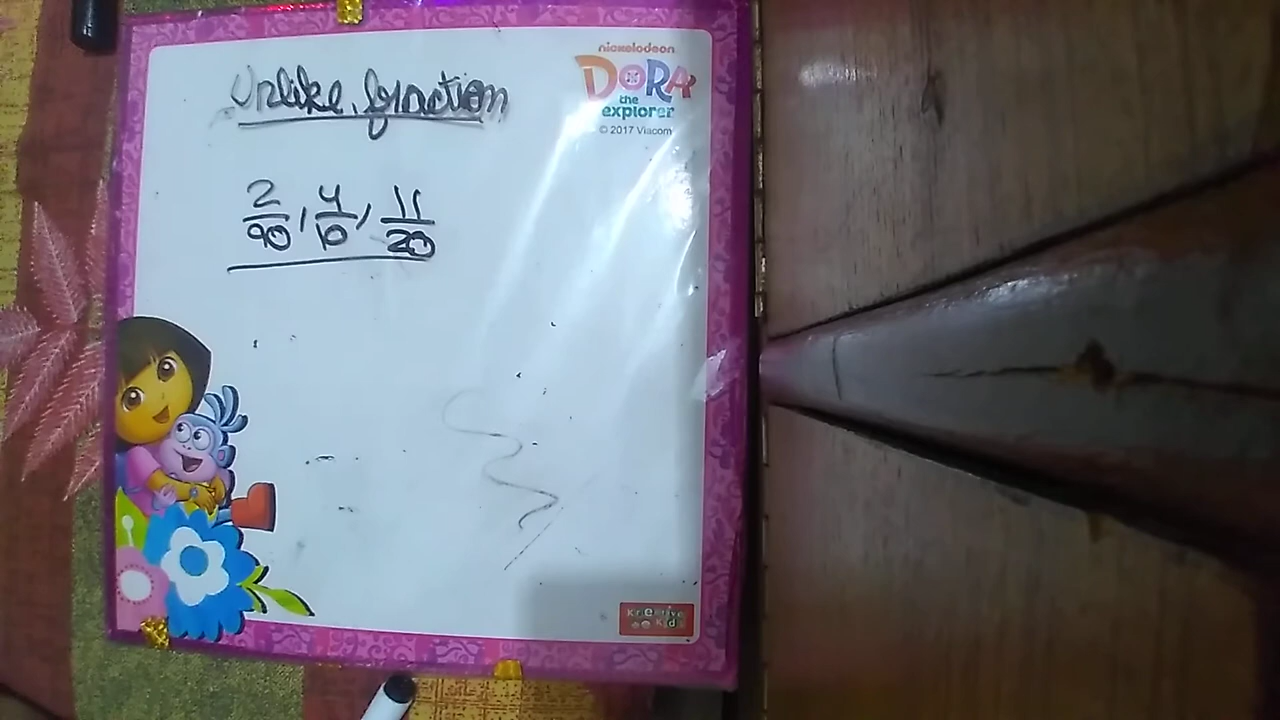 Unlike fraction
nickelodeon
DORA
the
explorer
© 2017 Viacom
2/90, 4/10, 11/20
kreative
kids